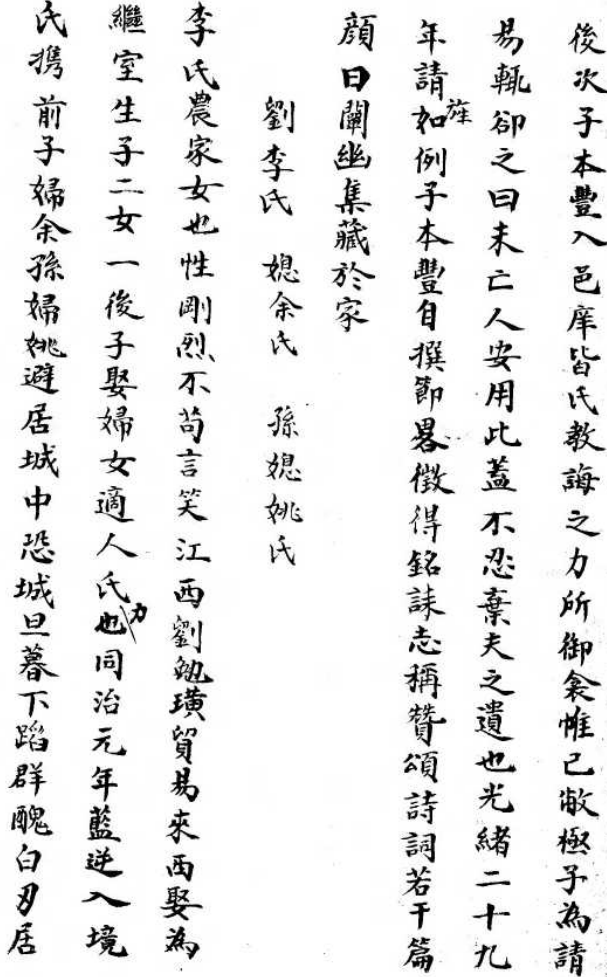 後次子本豐入邑庠皆氏教誨之力所御衾帷已敝極子為請
易輒卻之曰未亡人安用此蓋不忍棄夫之遺也光緒二十九
年請旌如例子本豐自撰節畧徵得銘誄志稱贊頌詩詞若干篇
顏曰闡幽集藏於家
劉李氏　媳余氏　孫媳姚氏
李氏農家女也性剛烈不苟言笑江西劉勉璜貿易來西娶為
繼室生子二女一後子娶婦女適人氏力也同治元年藍逆入境
氏携前子婦余孫婦姚避居城中恐城旦暮下蹈群醜白刃居